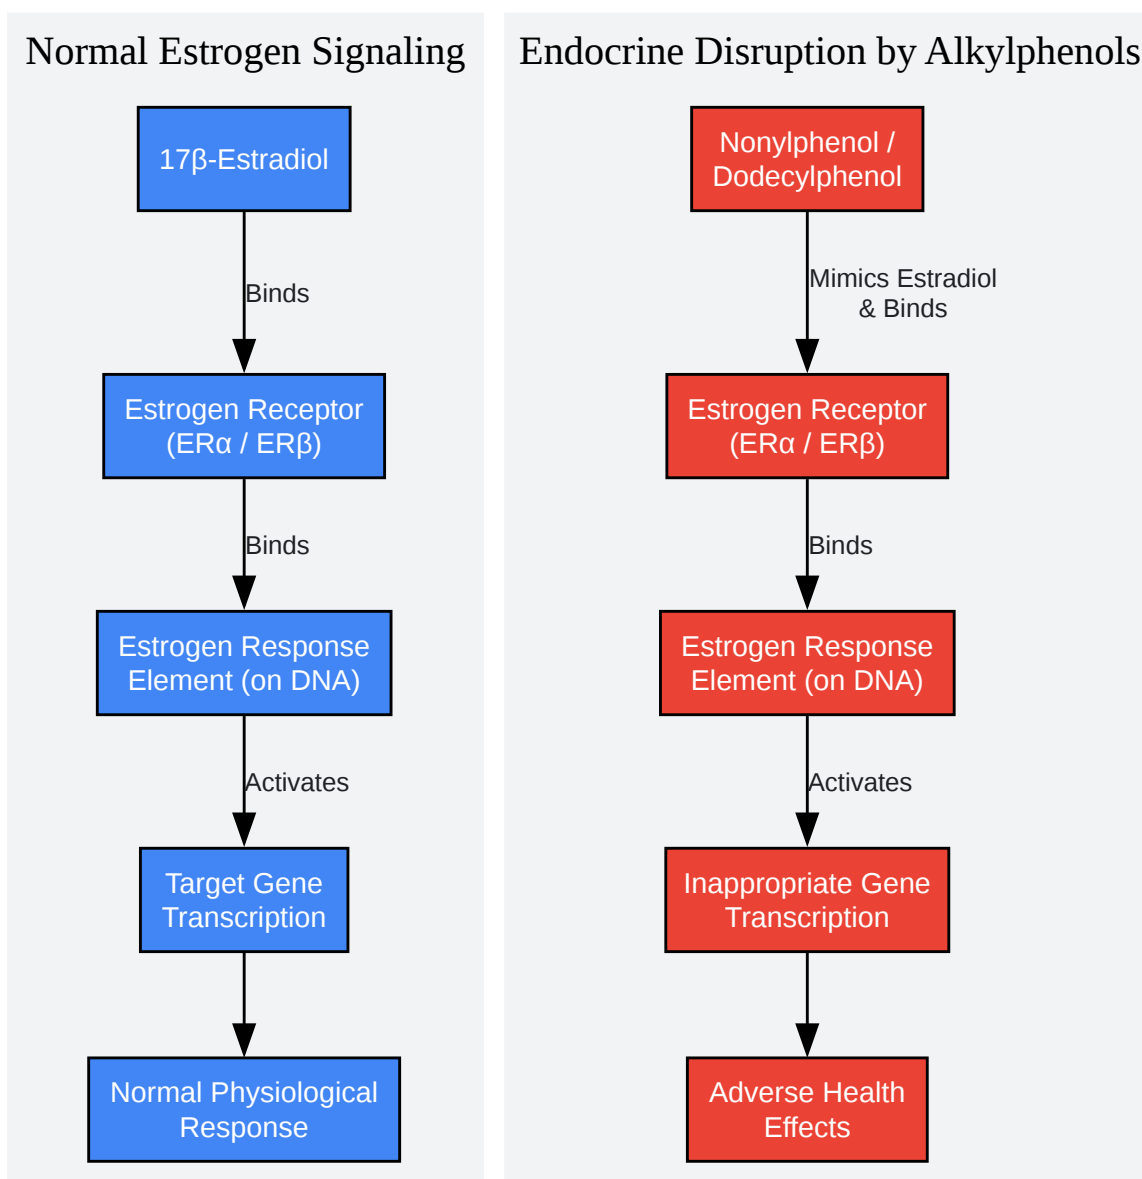 Normal Estrogen Signaling
17β-Estradiol
Binds
Estrogen Receptor
(ERα / ERβ)
Binds
Estrogen Response
Element (on DNA)
Activates
Target Gene
Transcription
Normal Physiological
Response
Endocrine Disruption by Alkylphenols
Nonylphenol /
Dodecylphenol
Mimics Estradiol
& Binds
Estrogen Receptor
(ERα / ERβ)
Binds
Estrogen Response
Element (on DNA)
Activates
Inappropriate Gene
Transcription
Adverse Health
Effects